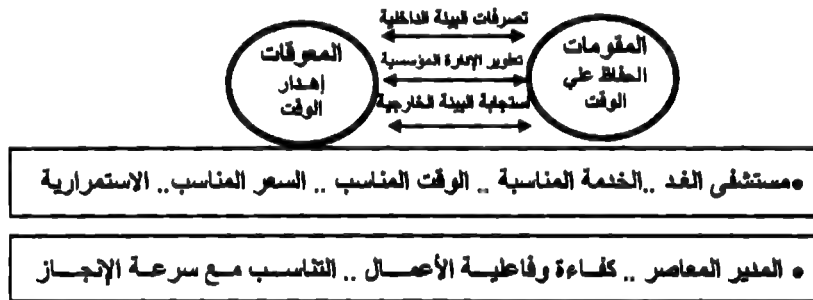 المقومات
الحفاظ علي
الوقت
تصرفات البيئة الداخلية
تطوير الإدارة المؤسسية
استجابة البيئة الخارجية
المعوقات
إهدار
الوقت
•مستشفى الغد ..الخدمة المناسبة .. الوقت المناسب .. السعر المناسب.. الاستمرارية
• المدير المعاصر .. كفاءة وفاعلية الأعمال .. التناسب مع سرعة الإنجاز